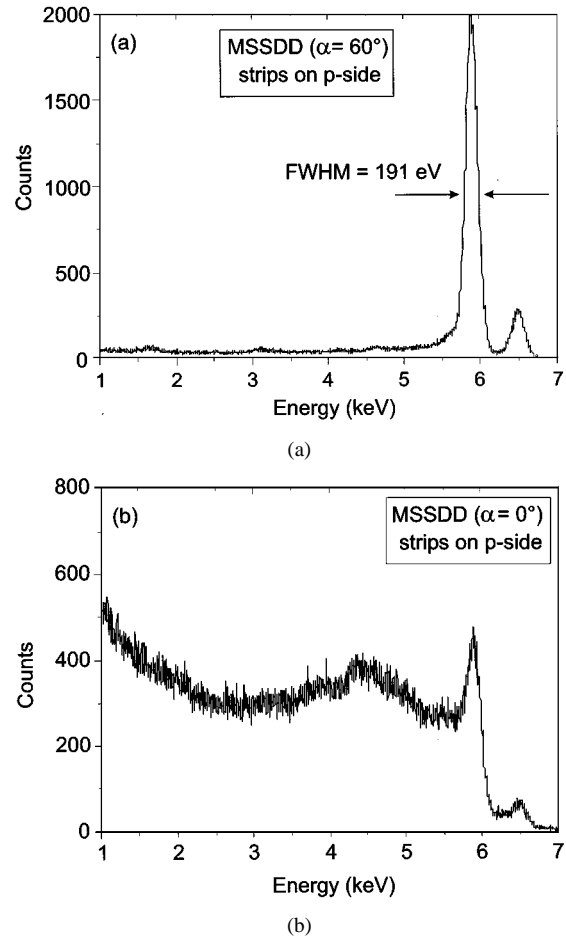 2000
(a)
MSSDD (α= 60°)
strips on p-side
1500
FWHM = 191 eV
1000
500
0
Counts
1 2 3 4 5 6 7
Energy (keV)
(a)
800
(b)
MSSDD (α= 0°)
strips on p-side
600
400
200
0
Counts
1 2 3 4 5 6 7
Energy (keV)
(b)